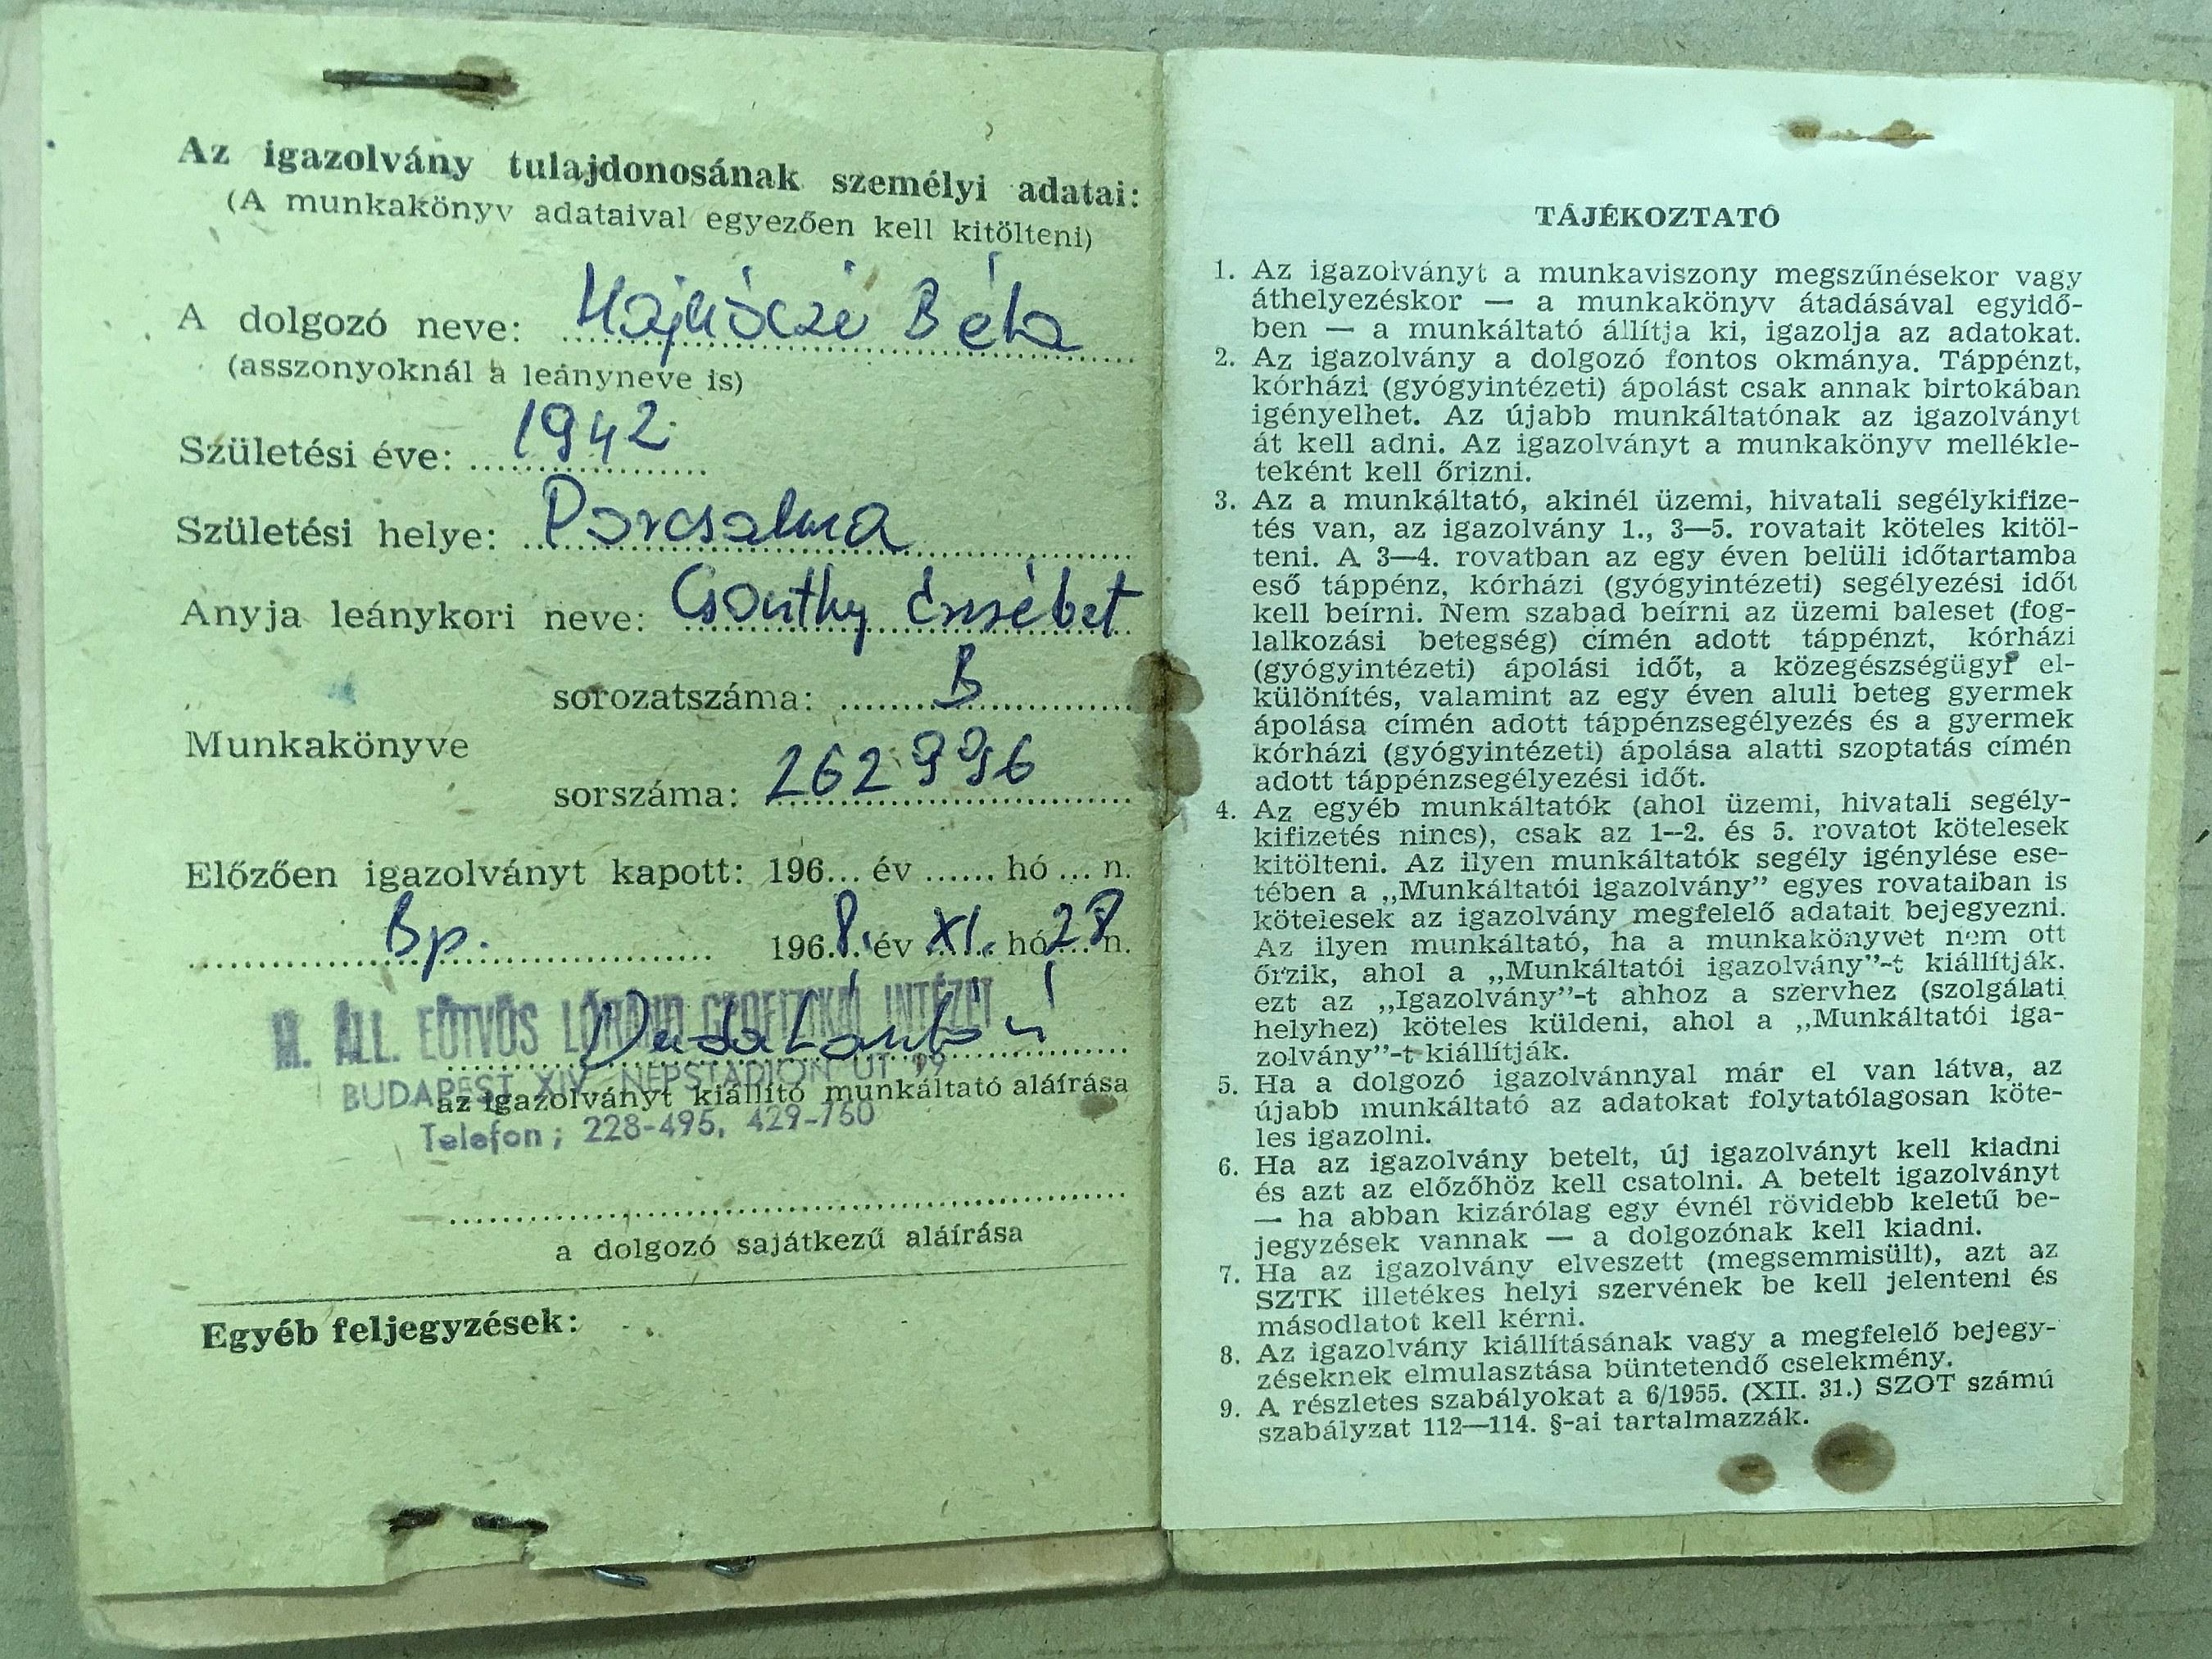 Az igazolvány tulajdonosának személyi adatai:
(A munkakönyv adataival egyezően kell kitölteni)
A dolgozó neve: Béla
(asszonyoknál a leányneve is)
Születési éve: 1942
Születési helye: Porcsalma
Anyja leánykori neve: Csonthy Erzsébet
sorozatszáma: B
Munkakönyve
sorszáma: 262996
Előzően igazolványt kapott: 196... év ...... hó ... n.
Bp. 1968. év XI. hó 28 n.
M. ÁLL. EÖTVÖS LÓRÁND GEOFIZIKAI INTÉZET
BUDAPEST, XIV. NÉPSTADION ÚT 99
az igazolványt kiállító munkáltató aláírása
Telefon; 228-495, 429-760
a dolgozó sajátkezű aláírása
Egyéb feljegyzések:
TÁJÉKOZTATÓ
1. Az igazolványt a munkaviszony megszűnésekor vagy
áthelyezéskor — a munkakönyv átadásával egyidő-
ben — a munkáltató állítja ki, igazolja az adatokat.
2. Az igazolvány a dolgozó fontos okmánya. Táppénzt,
kórházi (gyógyintézeti) ápolást csak annak birtokában
igényelhet. Az újabb munkáltatónak az igazolványt
át kell adni. Az igazolványt a munkakönyv mellékle-
teként kell őrizni.
3. Az a munkáltató, akinél üzemi, hivatali segélykifize-
tés van, az igazolvány 1., 3—5. rovatait köteles kitöl-
teni. A 3—4. rovatban az egy éven belüli időtartamba
eső táppénz, kórházi (gyógyintézeti) segélyezési időt
kell beírni. Nem szabad beírni az üzemi baleset (fog-
lalkozási betegség) címén adott táppénzt, kórházi
(gyógyintézeti) ápolási időt, a közegészségügyi el-
különítés, valamint az egy éven aluli beteg gyermek
ápolása címén adott táppénzsegélyezés és a gyermek
kórházi (gyógyintézeti) ápolása alatti szoptatás címén
adott táppénzsegélyezési időt.
4. Az egyéb munkáltatók (ahol üzemi, hivatali segély-
kifizetés nincs), csak az 1--2. és 5. rovatot kötelesek
kitölteni. Az ilyen munkáltatók segély igénylése ese-
tében a „Munkáltatói igazolvány” egyes rovataiban is
kötelesek az igazolvány megfelelő adatait bejegyezni.
Az ilyen munkáltató, ha a munkakönyvet nem ott
őrzik, ahol a „Munkáltatói igazolvány”-t kiállítják.
ezt az „Igazolvány”-t ahhoz a szervhez (szolgálati
helyhez) köteles küldeni, ahol a „Munkáltatói iga-
zolvány”-t kiállítják.
5. Ha a dolgozó igazolvánnyal már el van látva, az
újabb munkáltató az adatokat folytatólagosan köte-
les igazolni.
6. Ha az igazolvány betelt, új igazolványt kell kiadni
és azt az előzőhöz kell csatolni. A betelt igazolványt
— ha abban kizárólag egy évnél rövidebb keletű be-
jegyzések vannak — a dolgozónak kell kiadni.
7. Ha az igazolvány elveszett (megsemmisült), azt az
SZTK illetékes helyi szervének be kell jelenteni és
másodlatot kell kérni.
8. Az igazolvány kiállításának vagy a megfelelő bejegy-
zéseknek elmulasztása büntetendő cselekmény.
9. A részletes szabályokat a 6/1955. (XII. 31.) SZOT számú
szabályzat 112—114. §-ai tartalmazzák.